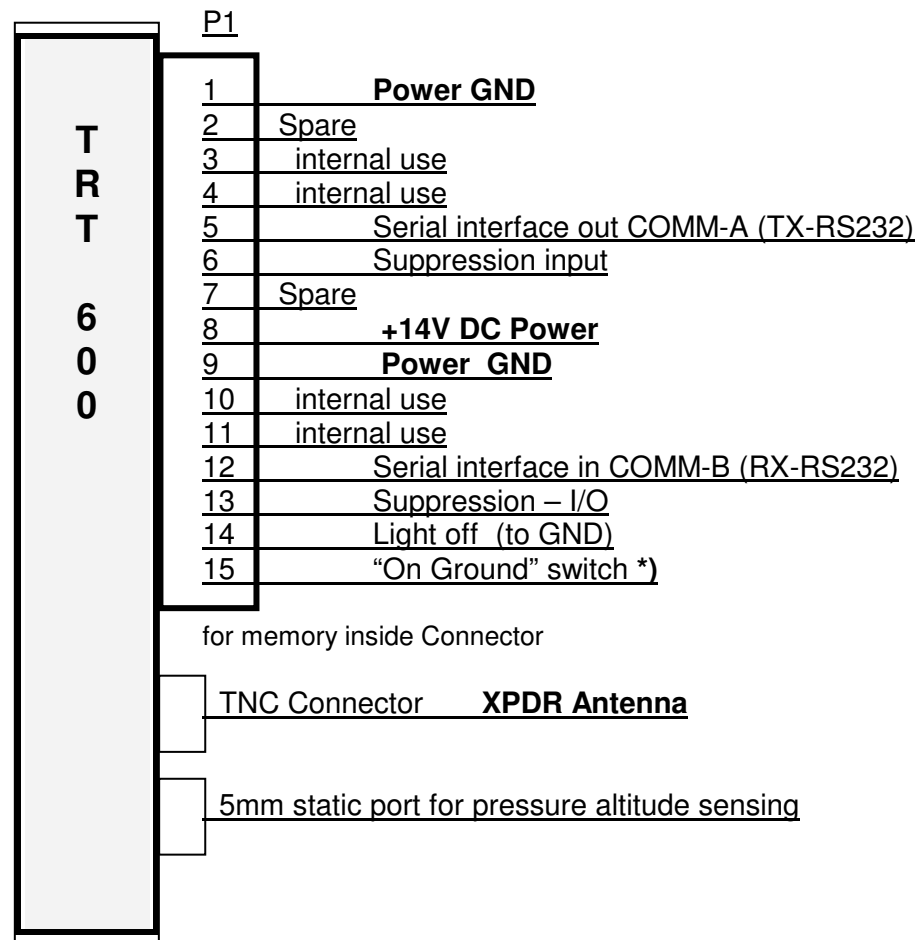 P1
1 Power GND
2 Spare
3 internal use
4 internal use
5 Serial interface out COMM-A (TX-RS232)
6 Suppression input
7 Spare
8 +14V DC Power
9 Power GND
10 internal use
11 internal use
12 Serial interface in COMM-B (RX-RS232)
13 Suppression – I/O
14 Light off (to GND)
15 “On Ground” switch *)
for memory inside Connector
TNC Connector XPDR Antenna
5mm static port for pressure altitude sensing
TRT 600